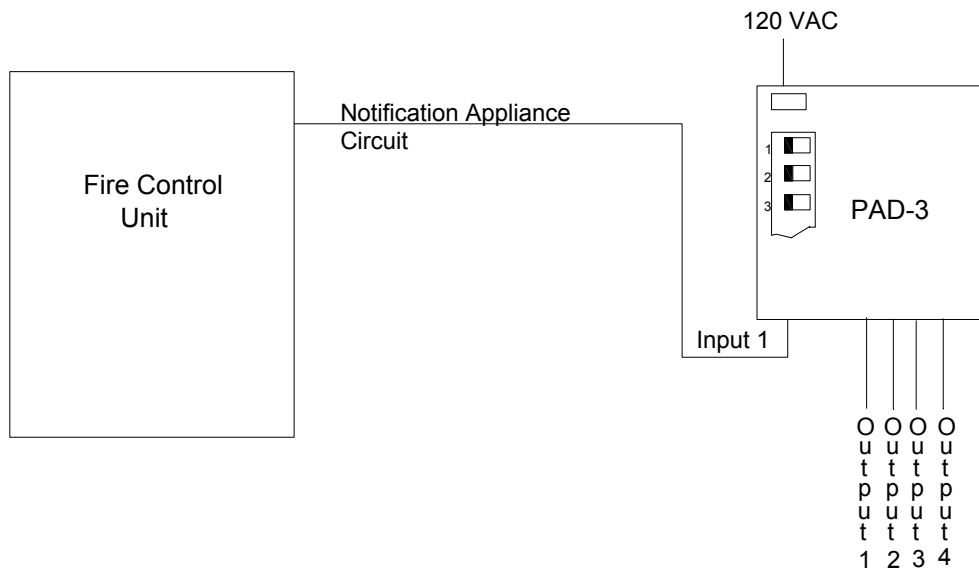 120 VAC
Notification Appliance
Circuit
Fire Control
Unit
1
2
3
PAD-3
Input 1
Output 1
Output 2
Output 3
Output 4